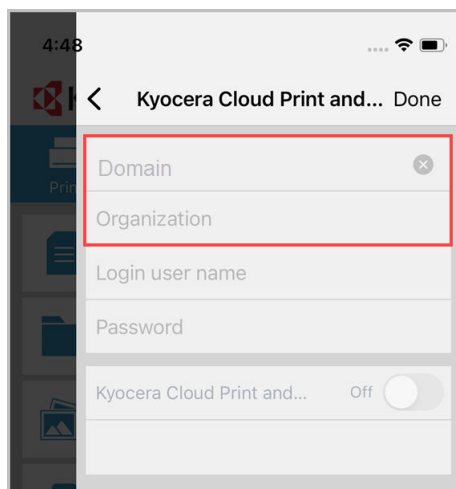 4:48
Kyocera Cloud Print and... Done
Prin
Domain
Organization
Login user name
Password
Kyocera Cloud Print and... Off